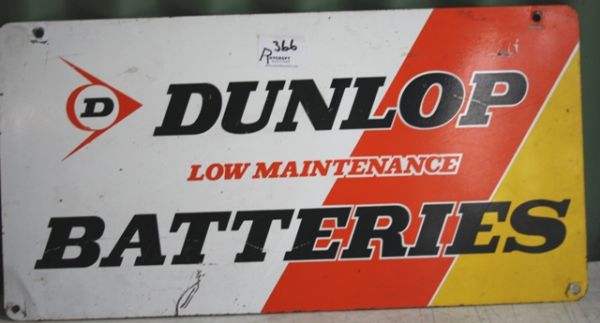 366
D DUNLOP
LOW MAINTENANCE
BATTERIES